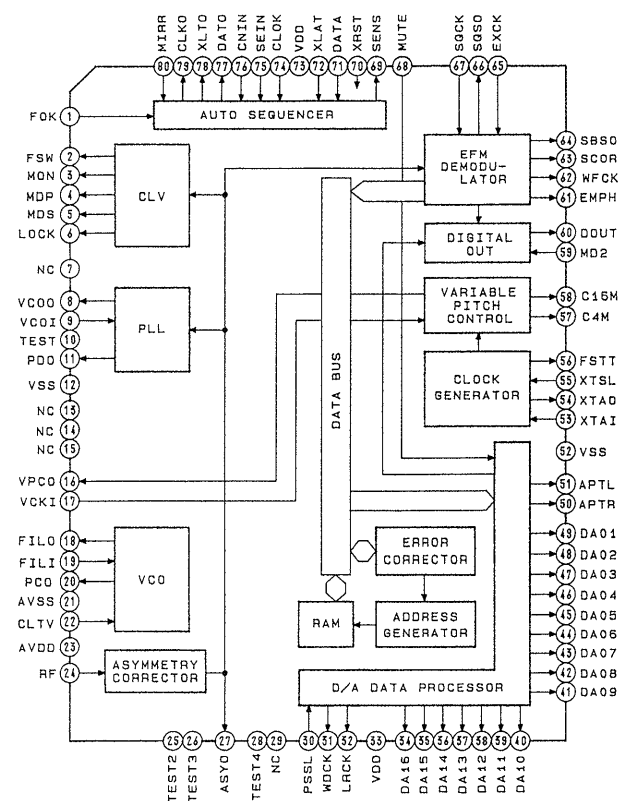 MIRR
CLKO
XLTO
DATO
CNIN
SEIN
CLOK
VDD
XLAT
DATA
XRST
SENS
MUTE
SQCK
SQSO
EXCK
80 79 78 77 76 75 74 73 72 71 70 69 68 67 66 65
FOK 1
AUTO SEQUENCER
FSW 2
MON 3
MDP 4
MDS 5
LOCK 6
CLV
EFM
DEMODU-
LATOR
64 SBSO
63 SCOR
62 WFCK
61 EMPH
DIGITAL
OUT
60 DOUT
59 MD2
NC 7
VCOO 8
VCOI 9
TEST 10
PDO 11
PLL
VARIABLE
PITCH
CONTROL
58 C16M
57 C4M
VSS 12
NC 13
NC 14
NC 15
DATA BUS
CLOCK
GENERATOR
56 FSTT
55 XTSL
54 XTAO
53 XTAI
52 VSS
VPCO 16
VCKI 17
51 APTL
50 APTR
FILO 18
FILI 19
PCO 20
AVSS 21
CLTV 22
VCO
ERROR
CORRECTOR
RAM
ADDRESS
GENERATOR
49 DA01
48 DA02
47 DA03
46 DA04
45 DA05
44 DA06
43 DA07
42 DA08
41 DA09
AVDD 23
RF 24
ASYMMETRY
CORRECTOR
D/A DATA PROCESSOR
25 26 27 28 29 30 31 32 33 34 35 36 37 38 39 40
TEST2
TEST3
ASYO
TEST4
NC
PSSL
WDCK
LRCK
VDD
DA16
DA15
DA14
DA13
DA12
DA11
DA10